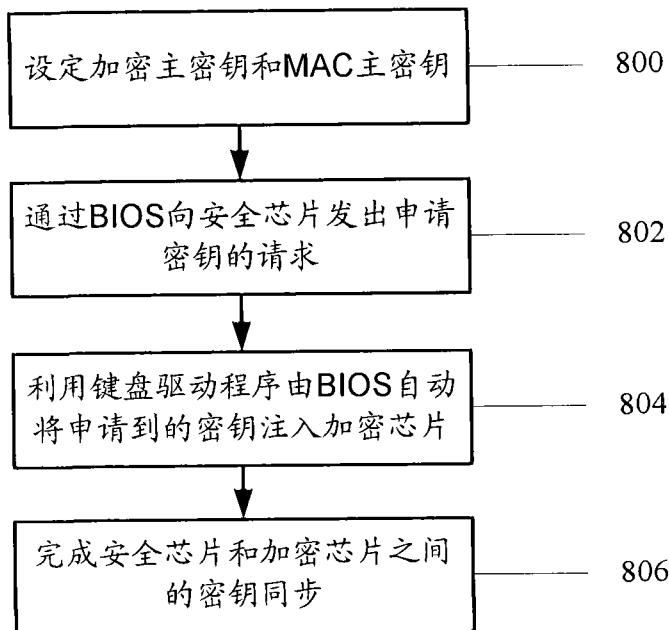 设定加密主密钥和MAC主密钥
800
通过BIOS向安全芯片发出申请
密钥的请求
802
利用键盘驱动程序由BIOS自动
将申请到的密钥注入加密芯片
804
完成安全芯片和加密芯片之间
的密钥同步
806